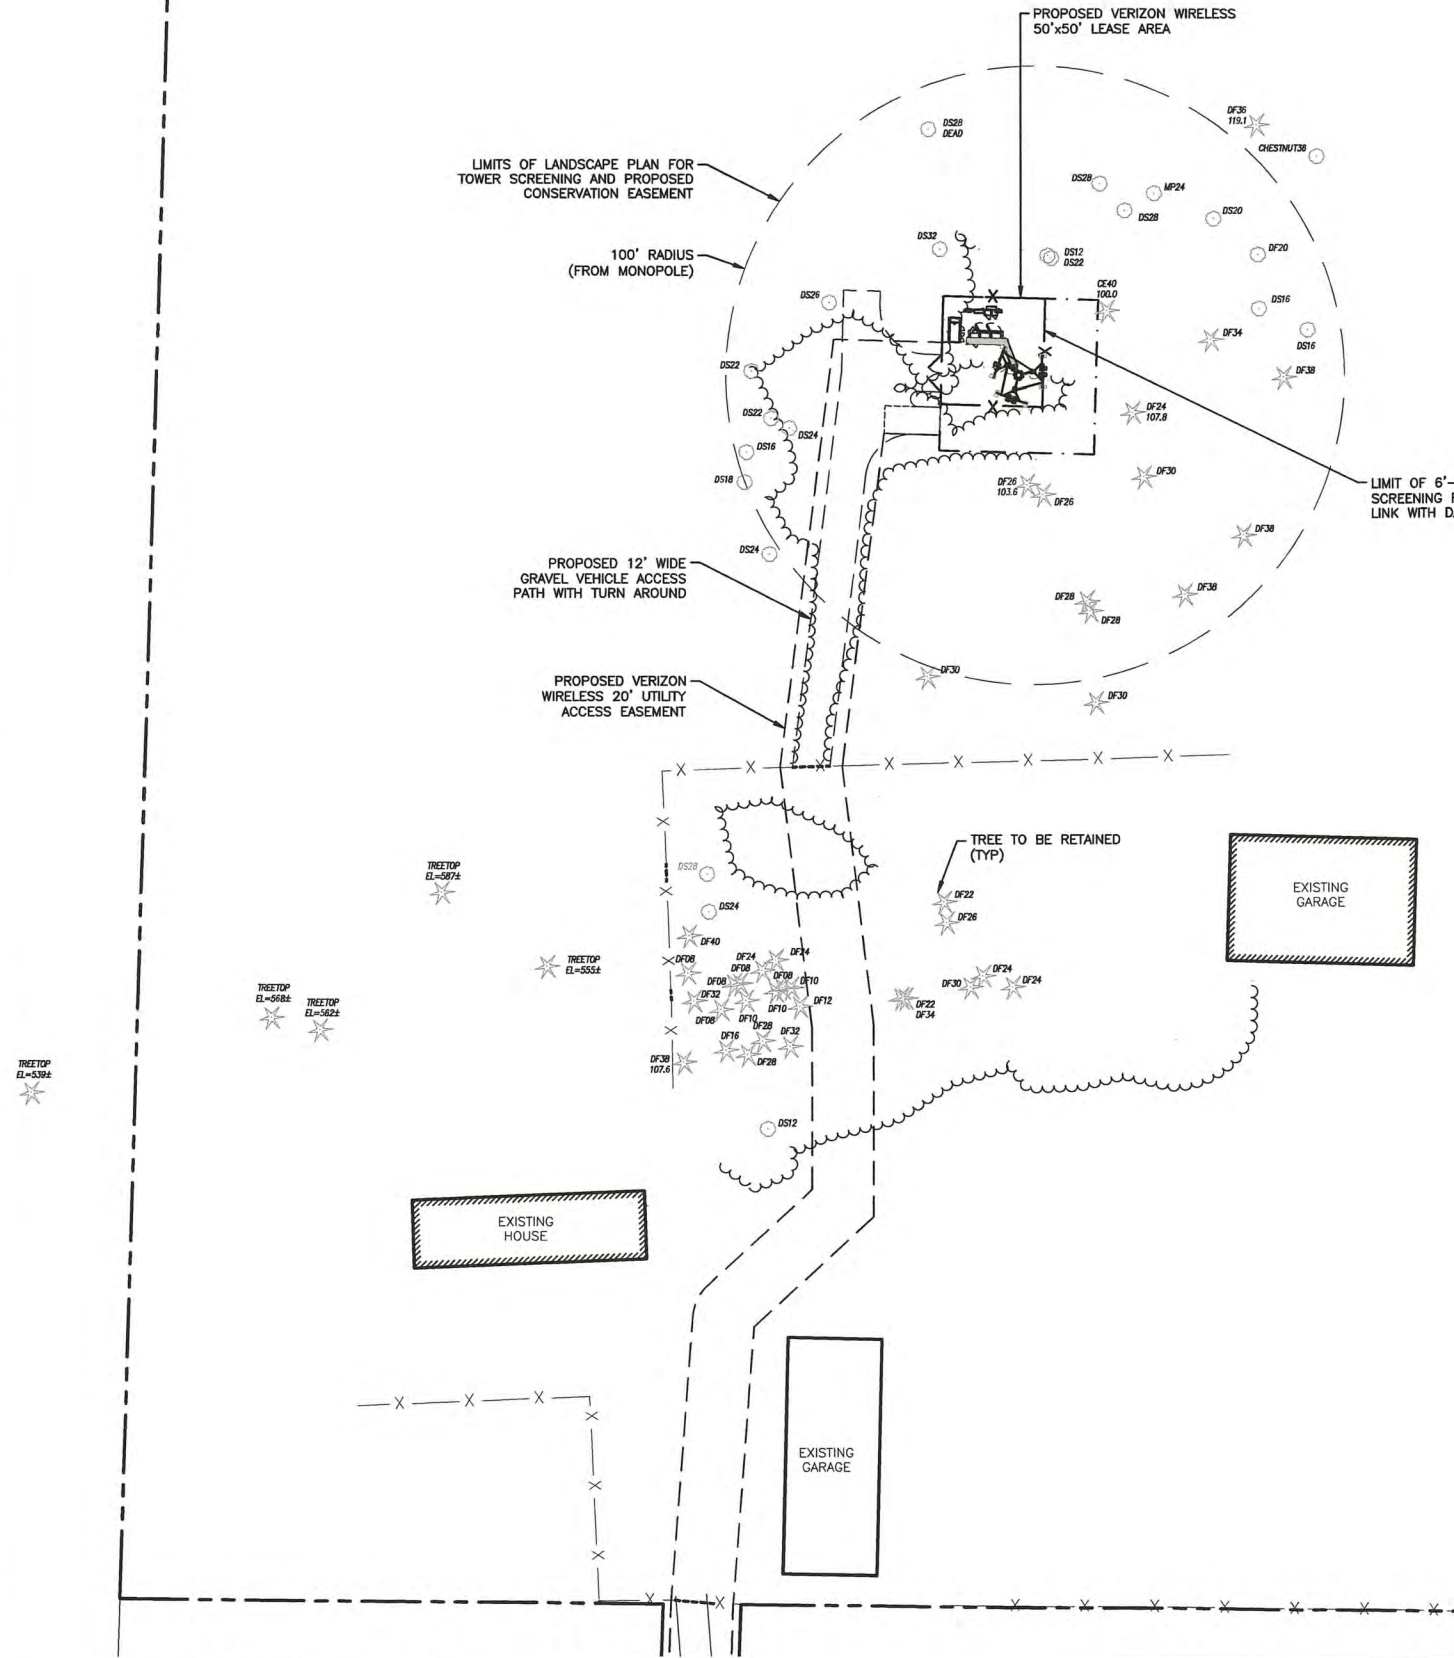 PROPOSED VERIZON WIRELESS
50'x50' LEASE AREA
DF36
119.1
CHESTNUT38
DS28
DEAD
LIMITS OF LANDSCAPE PLAN FOR
TOWER SCREENING AND PROPOSED
CONSERVATION EASEMENT
DS28
MP24
DS28
DS20
100' RADIUS
(FROM MONOPOLE)
DS32
DS12
DS22
DF20
CE40
100.0
DS26
DS16
DF34
DS16
DS22
DF38
DS22
DS24
DF24
107.8
DS16
DS18
DF26
103.6
DF26
DF30
LIMIT OF 6'-
SCREENING
LINK WITH
DF38
DS24
PROPOSED 12' WIDE
GRAVEL VEHICLE ACCESS
PATH WITH TURN AROUND
DF28
DF28
DF38
DF30
PROPOSED VERIZON
WIRELESS 20' UTILITY
ACCESS EASEMENT
DF30
TREE TO BE RETAINED
(TYP)
TREETOP
EL=587±
DS28
EXISTING
GARAGE
DS24
DF22
DF26
DF40
TREETOP
EL=555±
DF08
DF24
DF24
DF08
DF08
DF08
DF10
DF24
DF30
DF24
TREETOP
EL=568±
TREETOP
EL=562±
DF32
DF08
DF10
DF10
DF12
DF22
DF34
DF28
DF32
DF16
DF28
DF38
107.6
TREETOP
EL=539±
DS12
EXISTING
HOUSE
EXISTING
GARAGE